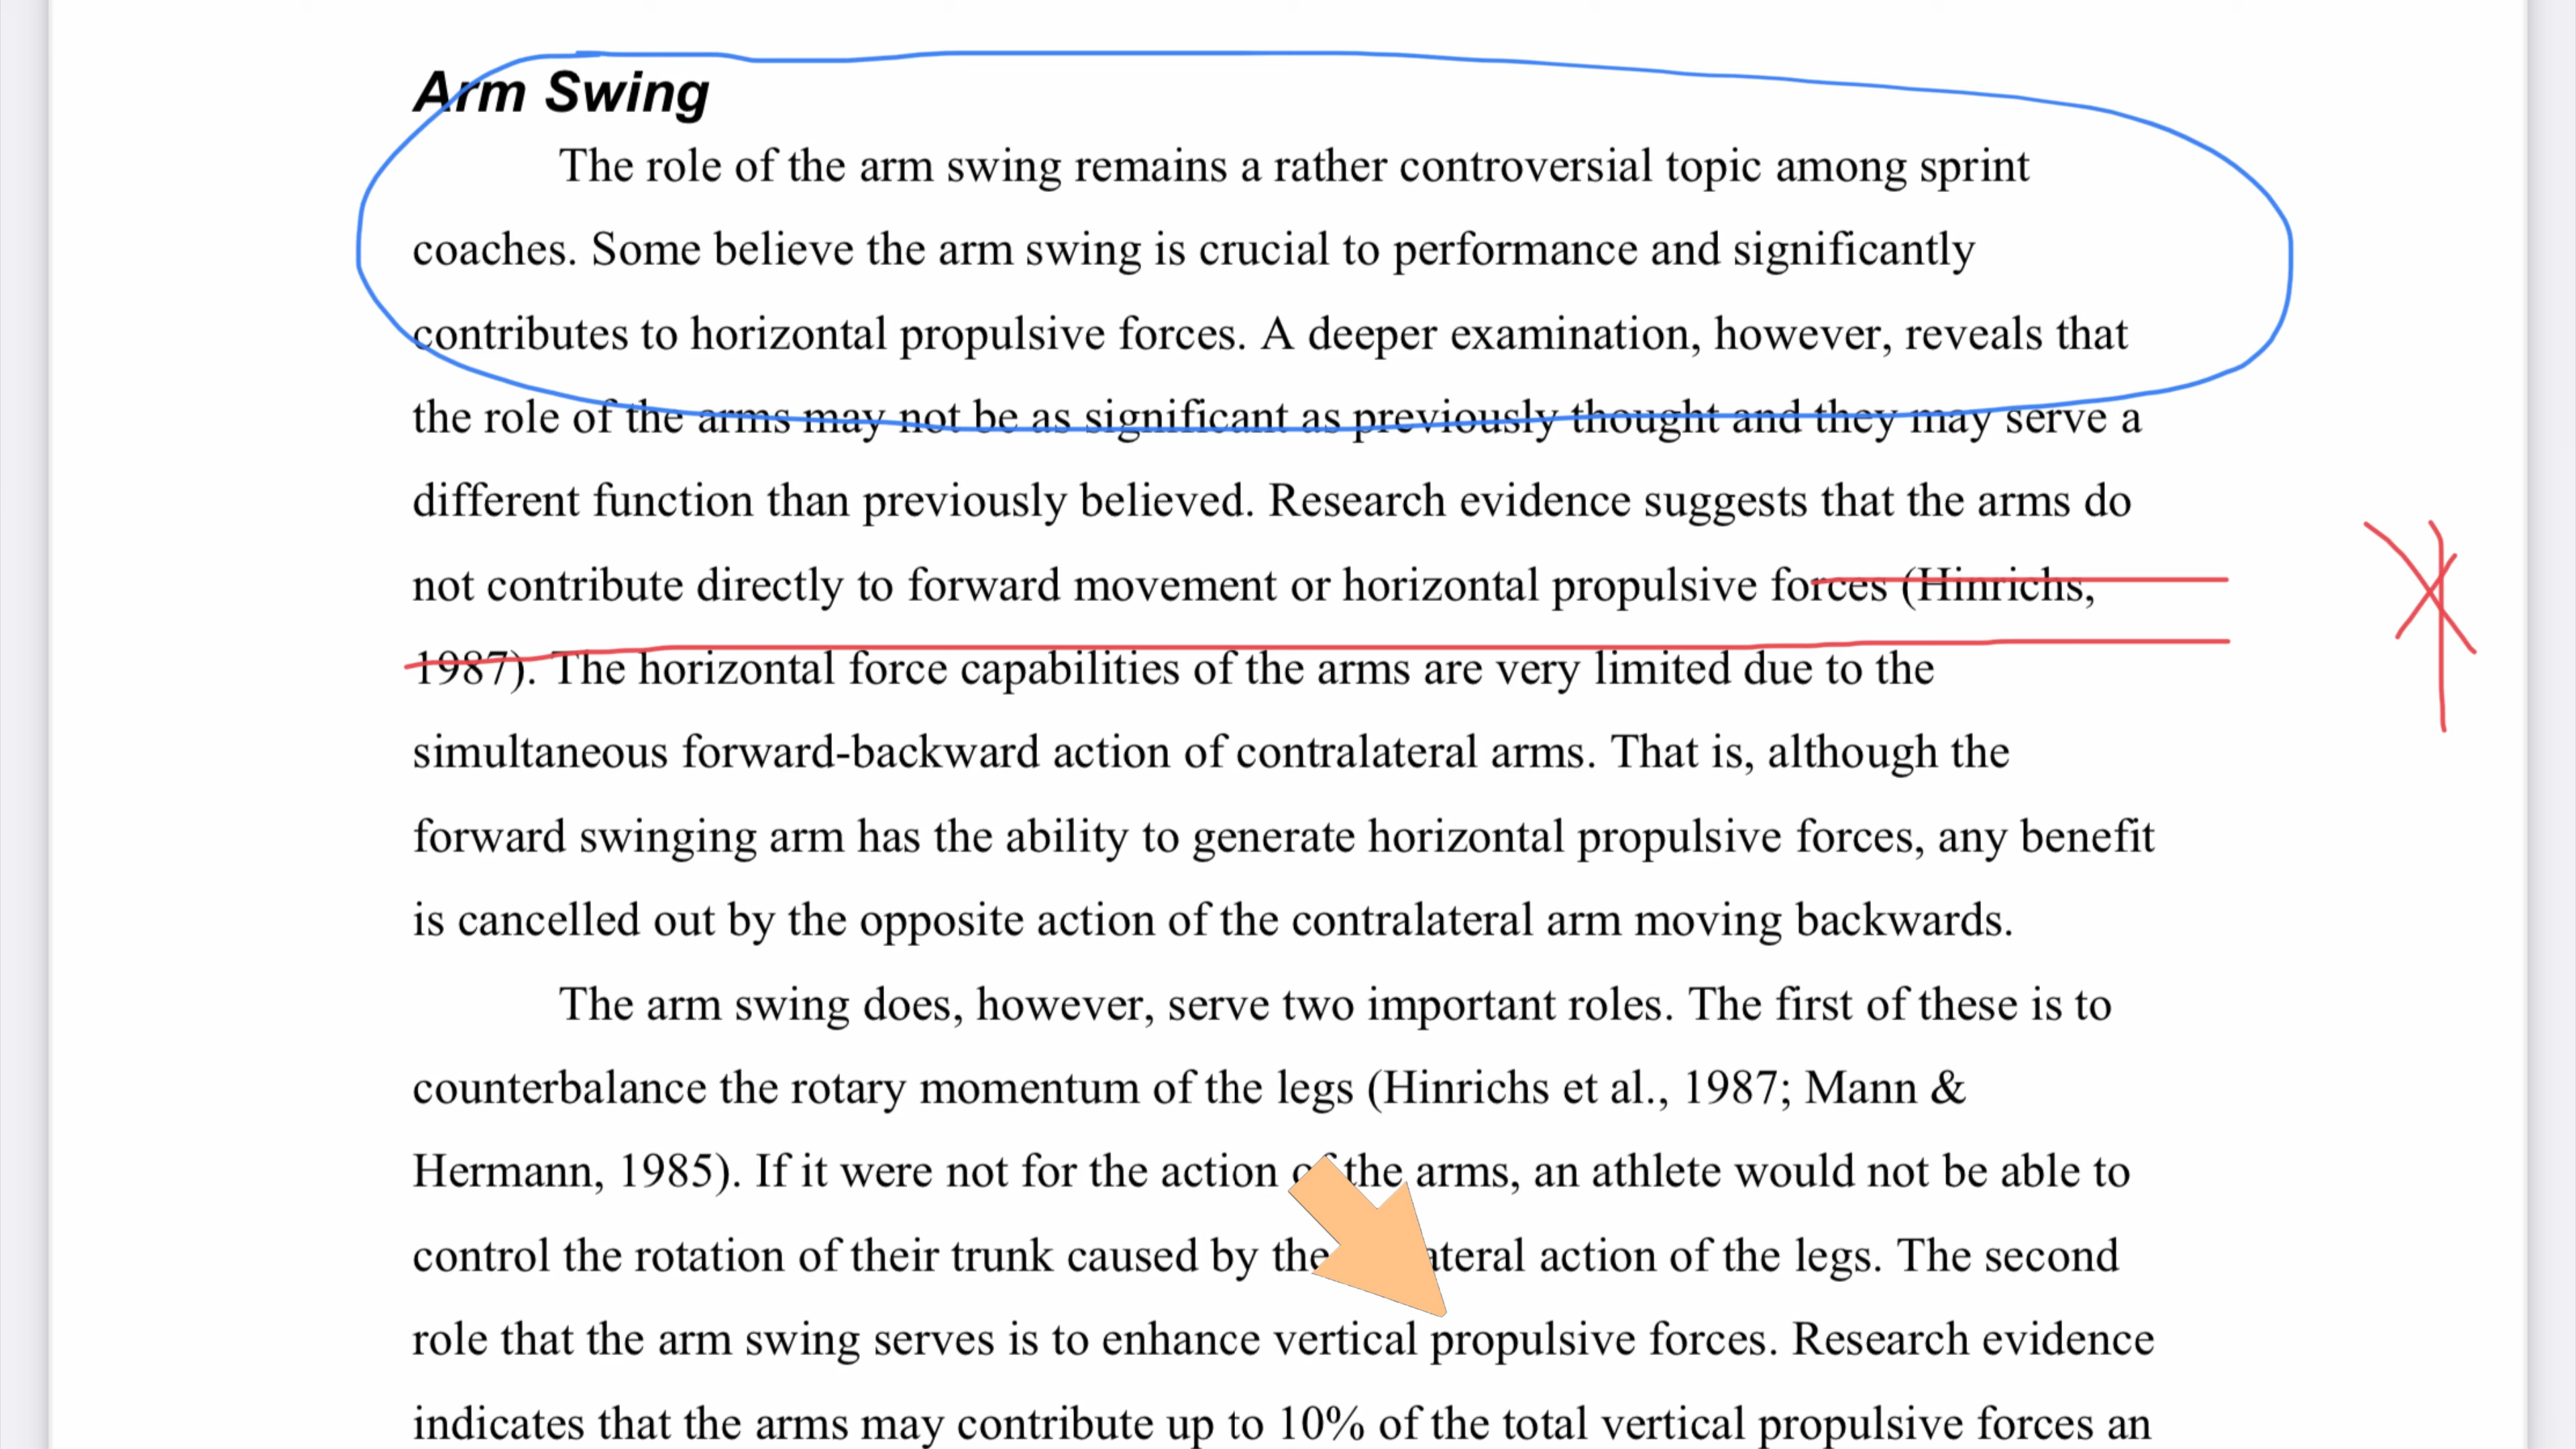 Arm Swing
The role of the arm swing remains a rather controversial topic among sprint
coaches. Some believe the arm swing is crucial to performance and significantly
contributes to horizontal propulsive forces. A deeper examination, however, reveals that
the role of the arms may not be as significant as previously thought and they may serve a
different function than previously believed. Research evidence suggests that the arms do
not contribute directly to forward movement or horizontal propulsive forces (Hinrichs,
1987). The horizontal force capabilities of the arms are very limited due to the
simultaneous forward-backward action of contralateral arms. That is, although the
forward swinging arm has the ability to generate horizontal propulsive forces, any benefit
is cancelled out by the opposite action of the contralateral arm moving backwards.
The arm swing does, however, serve two important roles. The first of these is to
counterbalance the rotary momentum of the legs (Hinrichs et al., 1987; Mann &
Hermann, 1985). If it were not for the action of the arms, an athlete would not be able to
control the rotation of their trunk caused by the action of the legs. The second
role that the arm swing serves is to enhance vertical propulsive forces. Research evidence
indicates that the arms may contribute up to 10% of the total vertical propulsive forces an